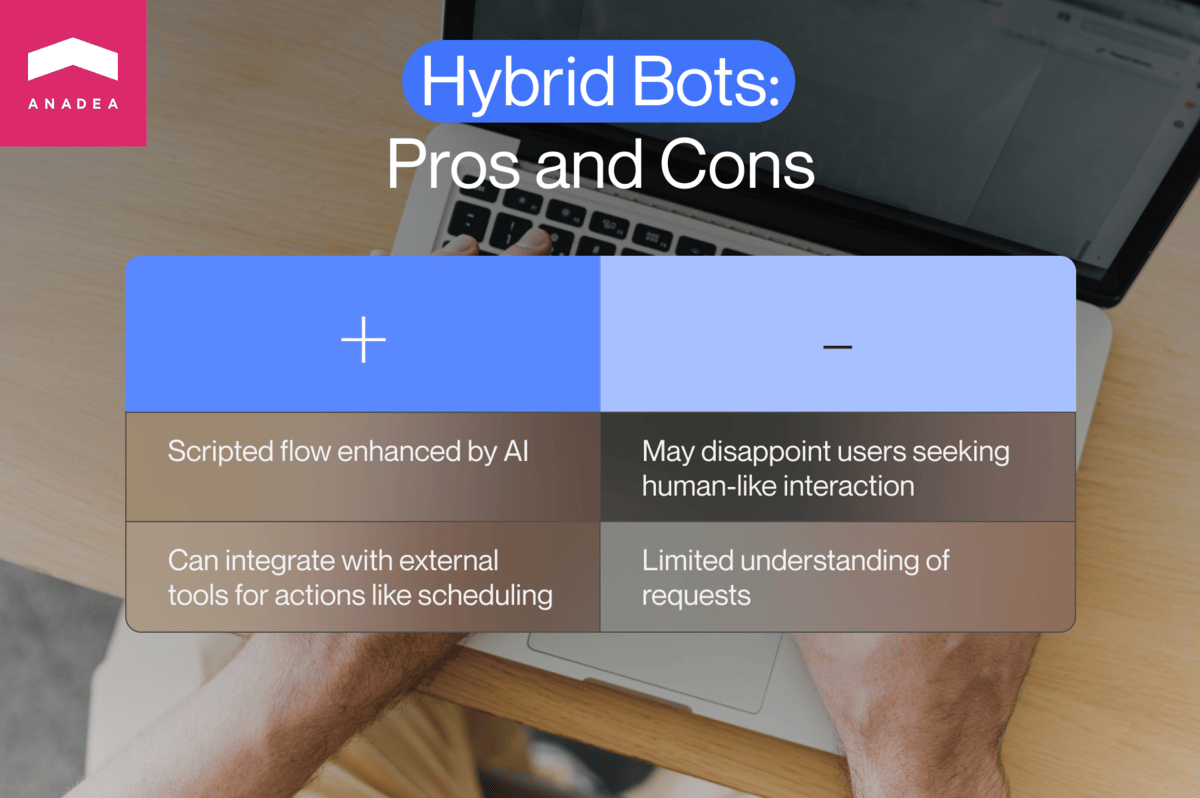 ANADEA
Hybrid Bots:
Pros and Cons
+
–
Scripted flow enhanced by AI
May disappoint users seeking
human-like interaction
Can integrate with external
tools for actions like scheduling
Limited understanding of
requests